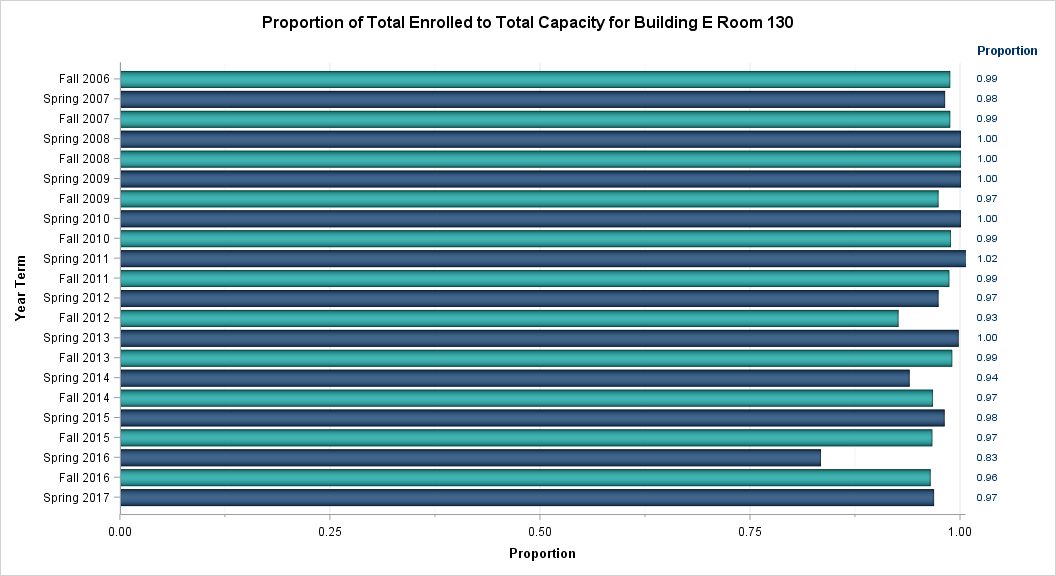 Proportion of Total Enrolled to Total Capacity for Building E Room 130
Proportion
Fall 2006 0.99
Spring 2007 0.98
Fall 2007 0.99
Spring 2008 1.00
Fall 2008 1.00
Spring 2009 1.00
Fall 2009 0.97
Spring 2010 1.00
Fall 2010 0.99
Spring 2011 1.02
Fall 2011 0.99
Spring 2012 0.97
Fall 2012 0.93
Spring 2013 1.00
Fall 2013 0.99
Spring 2014 0.94
Fall 2014 0.97
Spring 2015 0.98
Fall 2015 0.97
Spring 2016 0.83
Fall 2016 0.96
Spring 2017 0.97
Year Term
0.00 0.25 0.50 0.75 1.00
Proportion